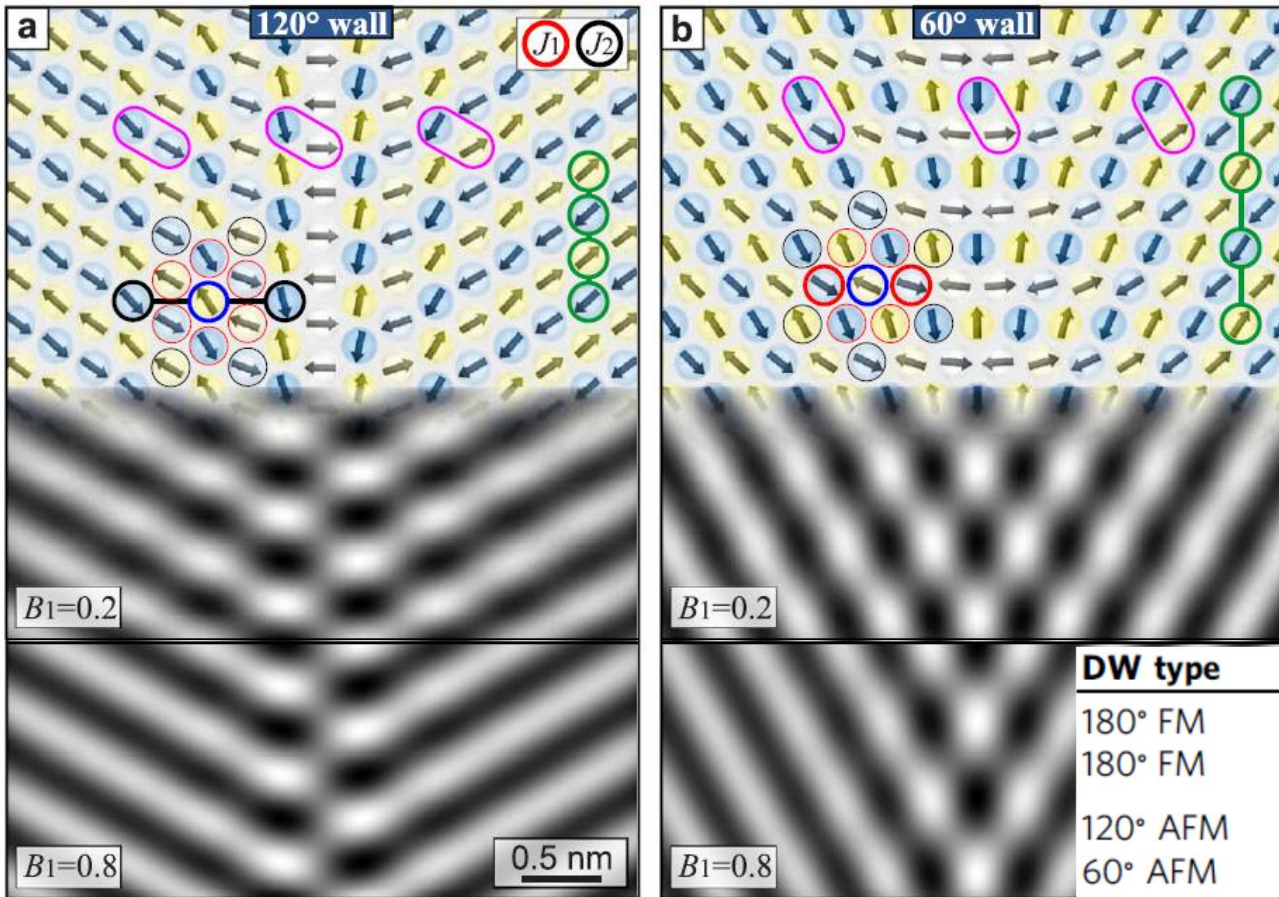 a
120° wall
J1 J2
B1=0.2
B1=0.8
0.5 nm
b
60° wall
B1=0.2
B1=0.8
DW type
180° FM
180° FM
120° AFM
60° AFM